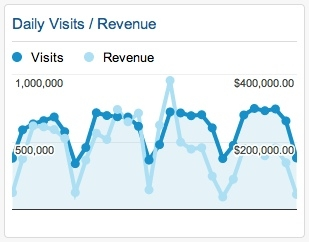 Daily Visits / Revenue
Visits Revenue
1,000,000 $400,000.00
500,000 $200,000.00